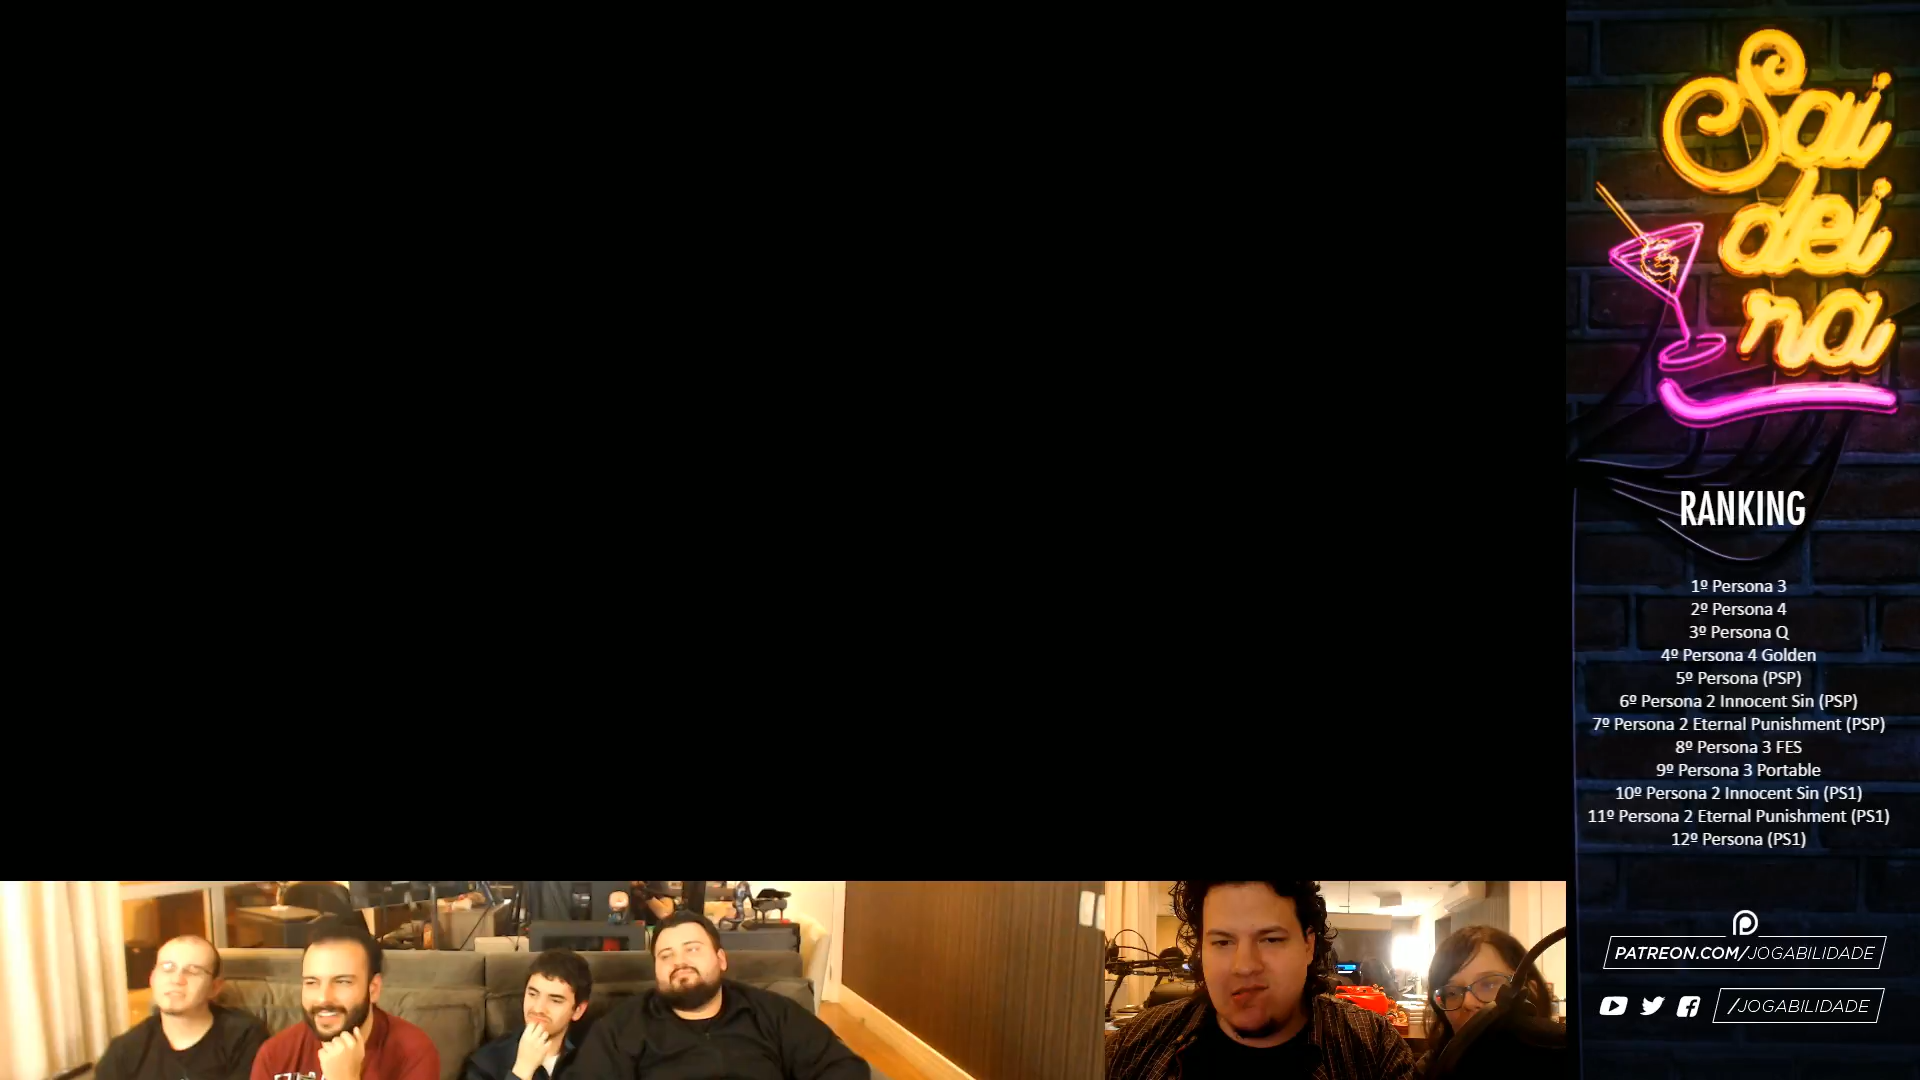 Sai
dei
ra
RANKING
1º Persona 3
2º Persona 4
3º Persona Q
4º Persona 4 Golden
5º Persona (PSP)
6º Persona 2 Innocent Sin (PSP)
7º Persona 2 Eternal Punishment (PSP)
8º Persona 3 FES
9º Persona 3 Portable
10º Persona 2 Innocent Sin (PS1)
11º Persona 2 Eternal Punishment (PS1)
12º Persona (PS1)
PATREON.COM/JOGABILIDADE
/JOGABILIDADE